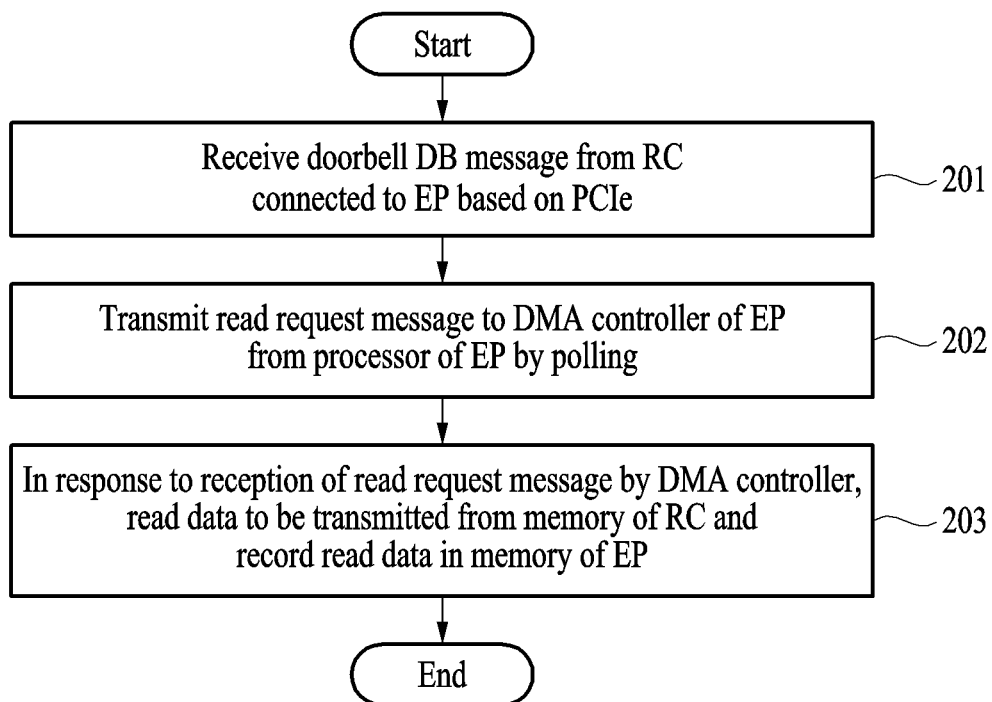 Start
Receive doorbell DB message from RC
connected to EP based on PCIe
201
Transmit read request message to DMA controller of EP
from processor of EP by polling
202
In response to reception of read request message by DMA controller,
read data to be transmitted from memory of RC and
record read data in memory of EP
203
End